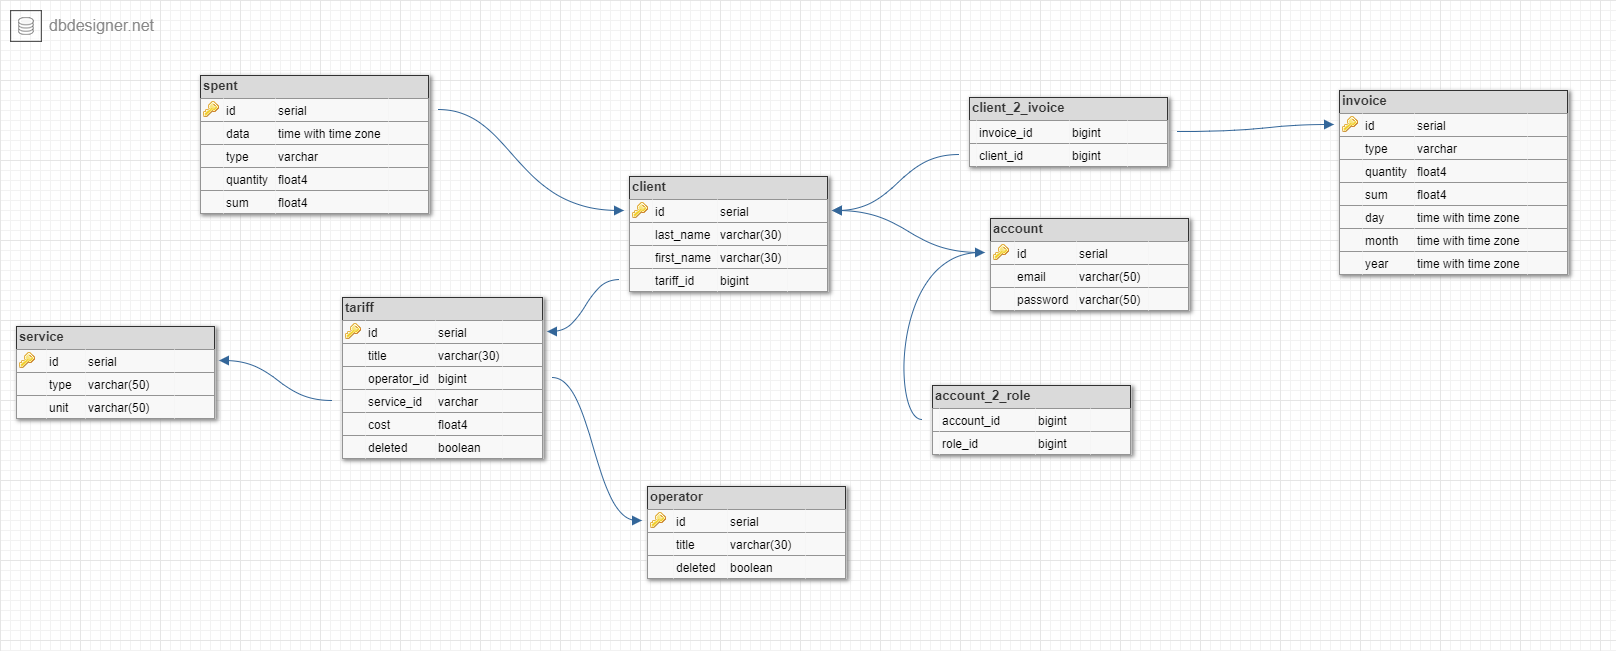 dbdesigner.net
spent
id serial
data time with time zone
type varchar
quantity float4
sum float4
client
id serial
last_name varchar(30)
first_name varchar(30)
tariff_id bigint
client_2_ivoice
invoice_id bigint
client_id bigint
invoice
id serial
type varchar
quantity float4
sum float4
day time with time zone
month time with time zone
year time with time zone
account
id serial
email varchar(50)
password varchar(50)
service
id serial
type varchar(50)
unit varchar(50)
tariff
id serial
title varchar(30)
operator_id bigint
service_id varchar
cost float4
deleted boolean
account_2_role
account_id bigint
role_id bigint
operator
id serial
title varchar(30)
deleted boolean